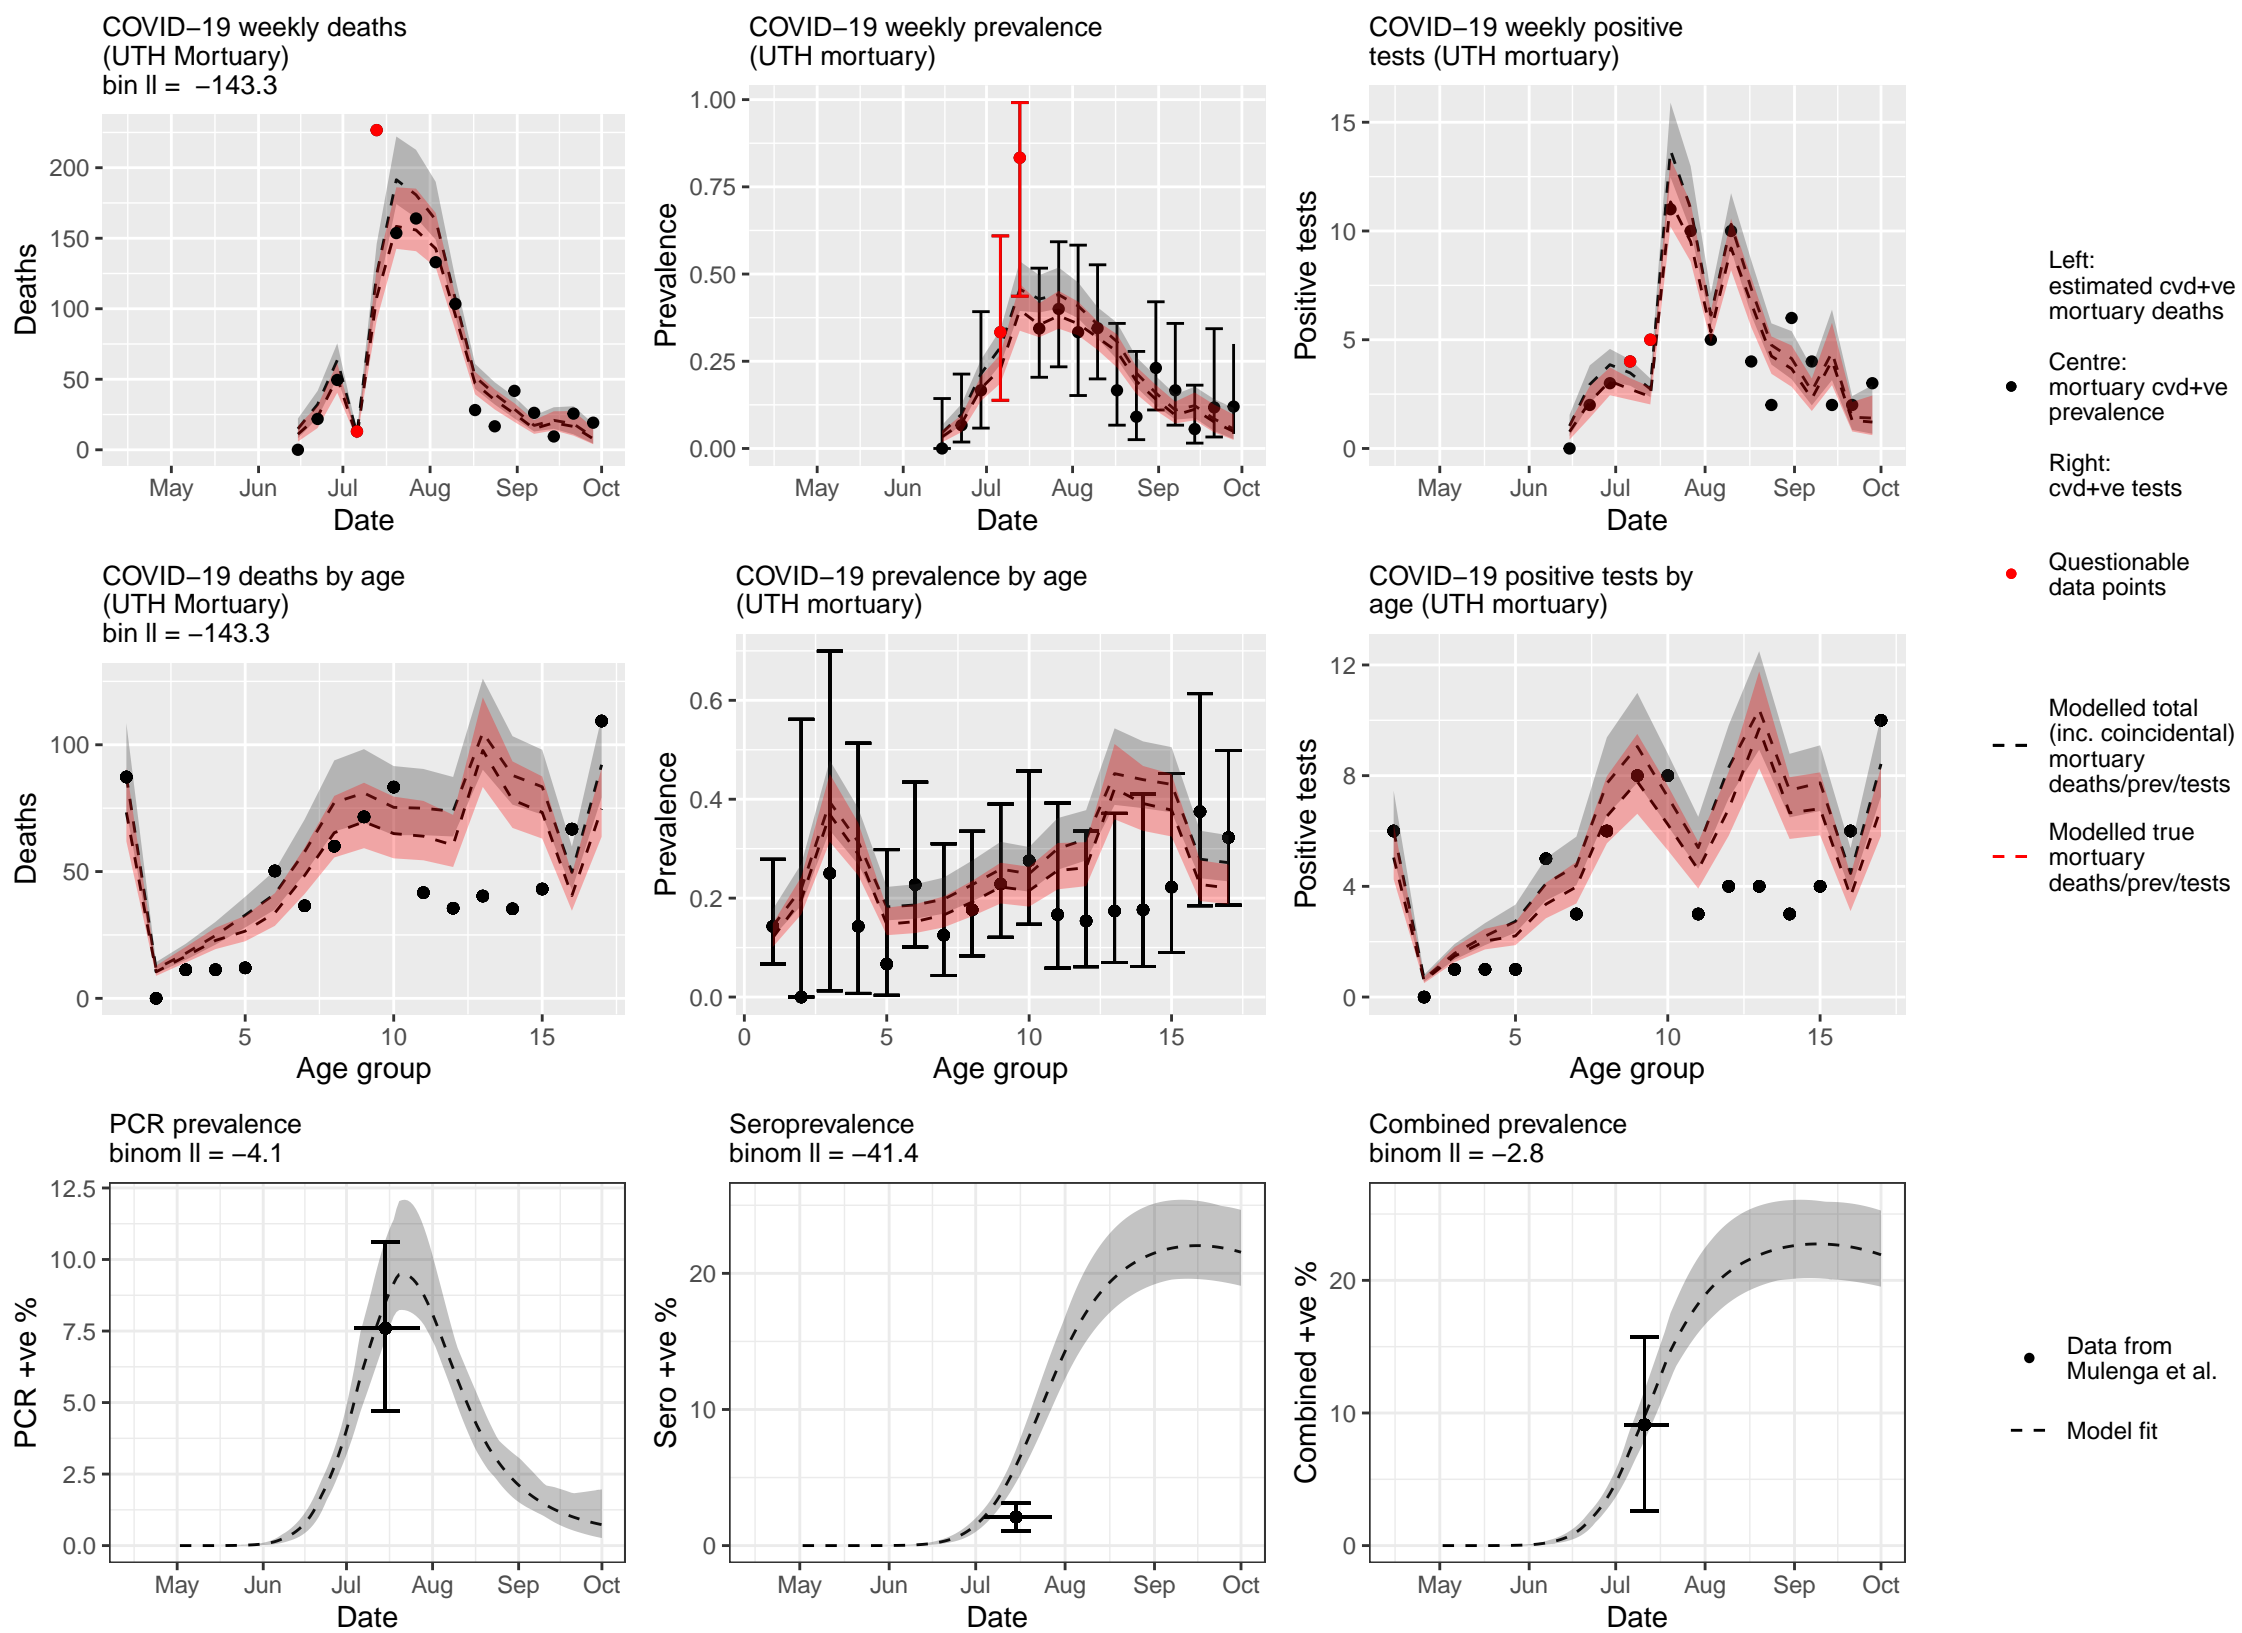 COVID−19 weekly deaths
(UTH Mortuary)
bin ll =  −143.3
200
150
100
50
0
Deaths
May
Jun
Jul
Aug
Sep
Oct
Date
COVID−19 weekly prevalence
(UTH mortuary)
1.00
0.75
0.50
0.25
0.00
Prevalence
May
Jun
Jul
Aug
Sep
Oct
Date
COVID−19 weekly positive
tests (UTH mortuary)
15
10
5
0
Positive tests
May
Jun
Jul
Aug
Sep
Oct
Date
Left:
estimated cvd+ve
mortuary deaths
Centre:
mortuary cvd+ve
prevalence
Right:
cvd+ve tests
Questionable
data points
Modelled total
(inc. coincidental)
mortuary
deaths/prev/tests
Modelled true
mortuary
deaths/prev/tests
COVID−19 deaths by age
(UTH Mortuary)
bin ll = −143.3
100
50
0
Deaths
5
10
15
Age group
COVID−19 prevalence by age
(UTH mortuary)
0.6
0.4
0.2
0.0
Prevalence
0
5
10
15
Age group
COVID−19 positive tests by
age (UTH mortuary)
12
8
4
0
Positive tests
5
10
15
Age group
PCR prevalence
binom ll = −4.1
12.5
10.0
7.5
5.0
2.5
0.0
PCR +ve %
May
Jun
Jul
Aug
Sep
Oct
Date
Seroprevalence
binom ll = −41.4
20
10
0
Sero +ve %
May
Jun
Jul
Aug
Sep
Oct
Date
Combined prevalence
binom ll = −2.8
20
10
0
Combined +ve %
May
Jun
Jul
Aug
Sep
Oct
Date
Data from
Mulenga et al.
Model fit